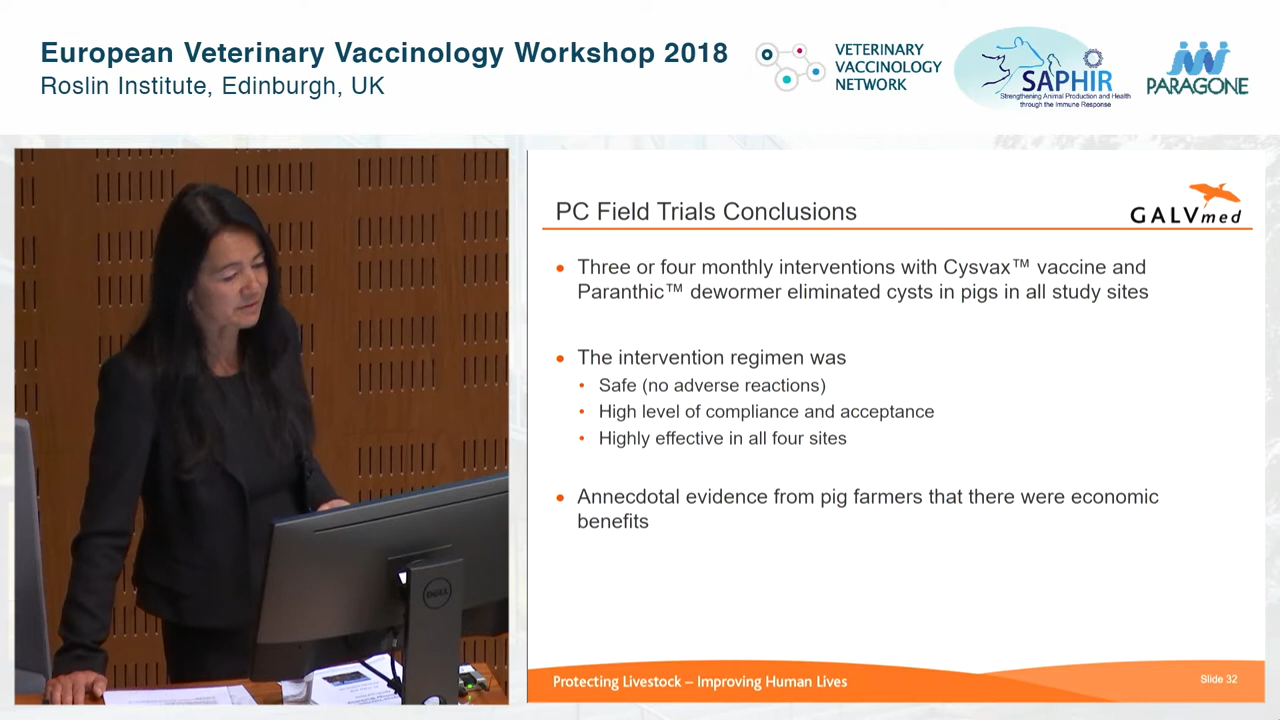 European Veterinary Vaccinology Workshop 2018
Roslin Institute, Edinburgh, UK
VETERINARY
VACCINOLOGY
NETWORK
SAPHIR
Strengthening Animal Production and Health
through the Immune Response
PARAGONE
PC Field Trials Conclusions
GALVmed
• Three or four monthly interventions with Cysvax™ vaccine and
Paranthic™ dewormer eliminated cysts in pigs in all study sites
• The intervention regimen was
• Safe (no adverse reactions)
• High level of compliance and acceptance
• Highly effective in all four sites
• Annecdotal evidence from pig farmers that there were economic
benefits
DELL
Protecting Livestock – Improving Human Lives
Slide 32